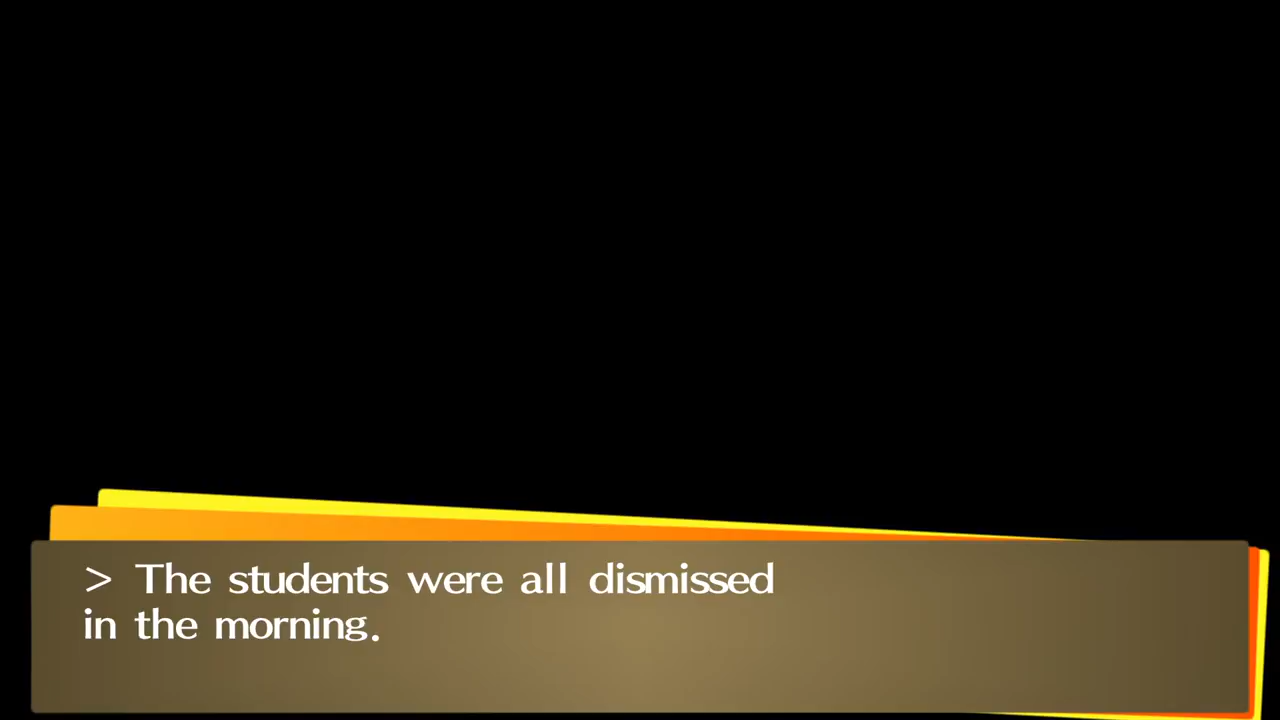 > The students were all dismissed
in the morning.